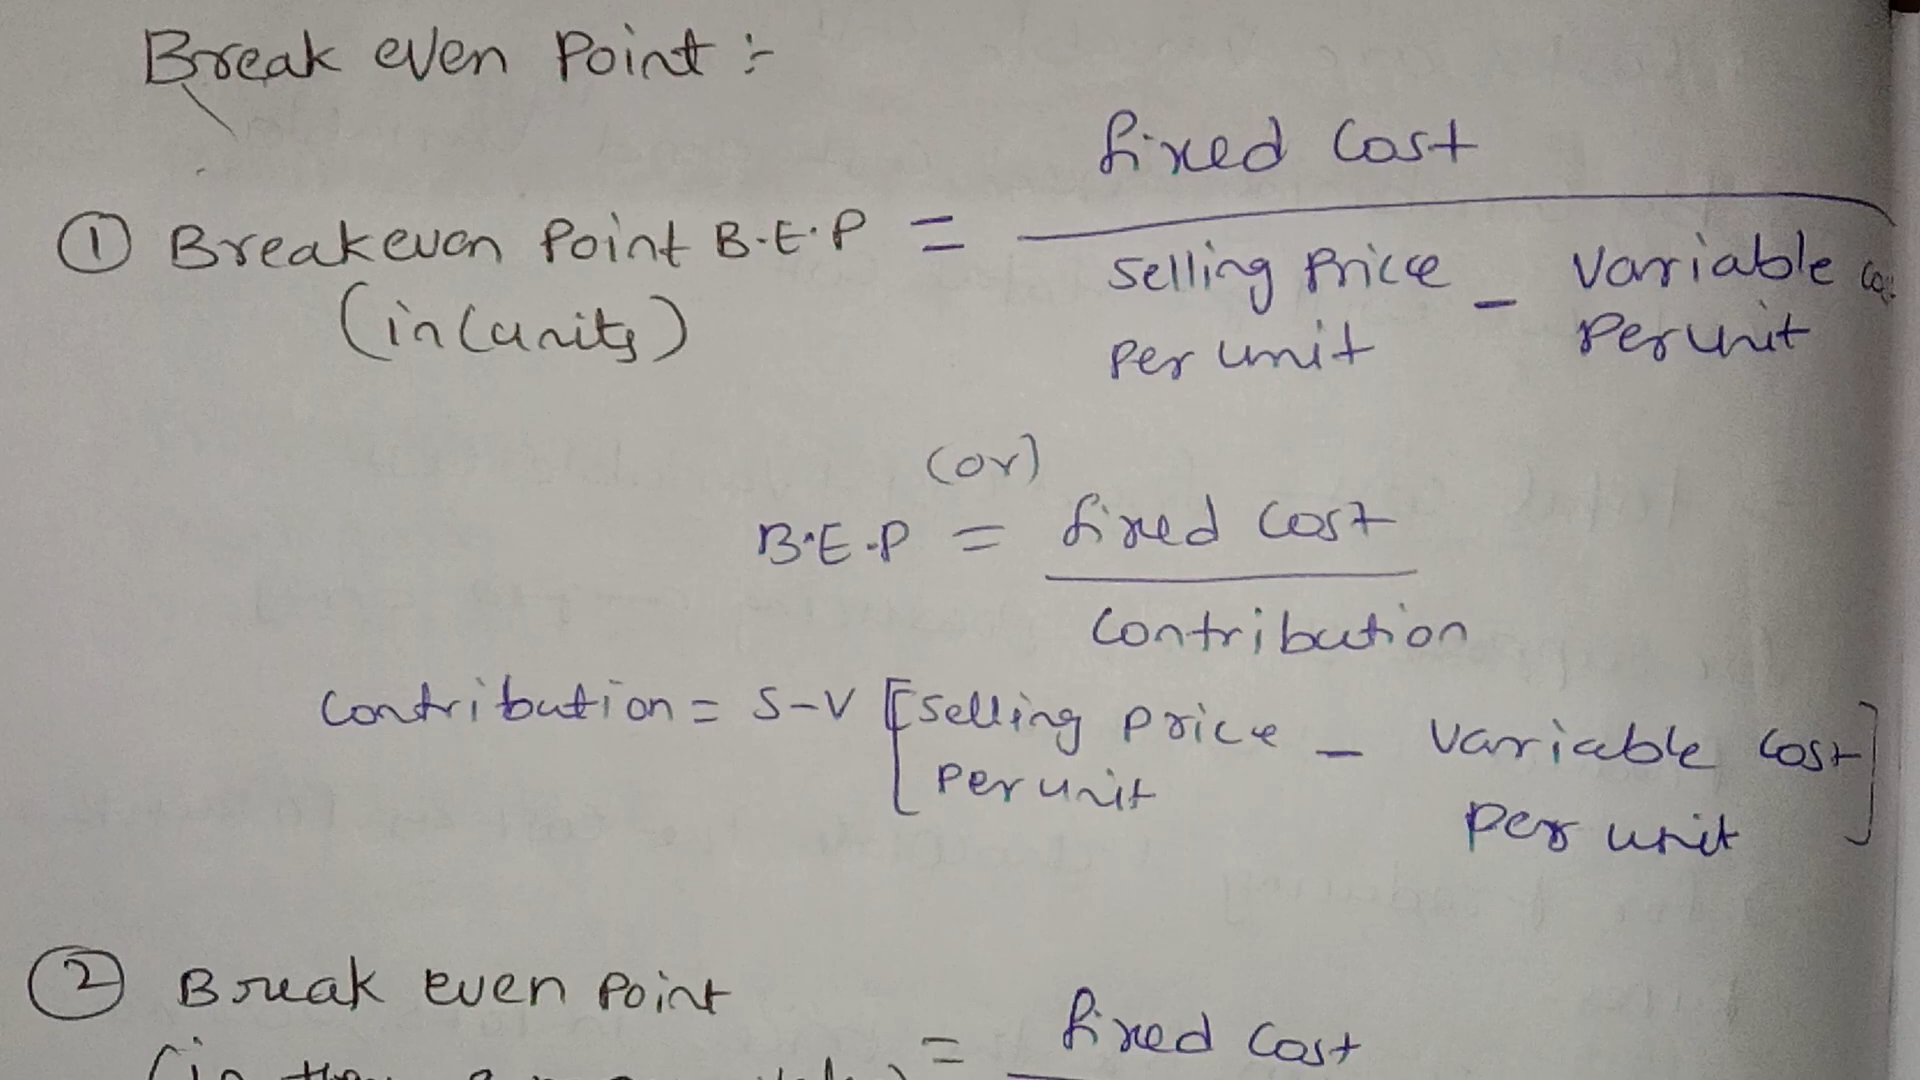 Break even Point :-
fixed cost
① Breakeven Point B.E.P = 
selling price - variable
(in (units)
per unit per unit
(or)
B.E.P = fixed cost
contribution
contribution = S-V [selling price - variable cost]
per unit per unit
② Break even Point
= fixed cost